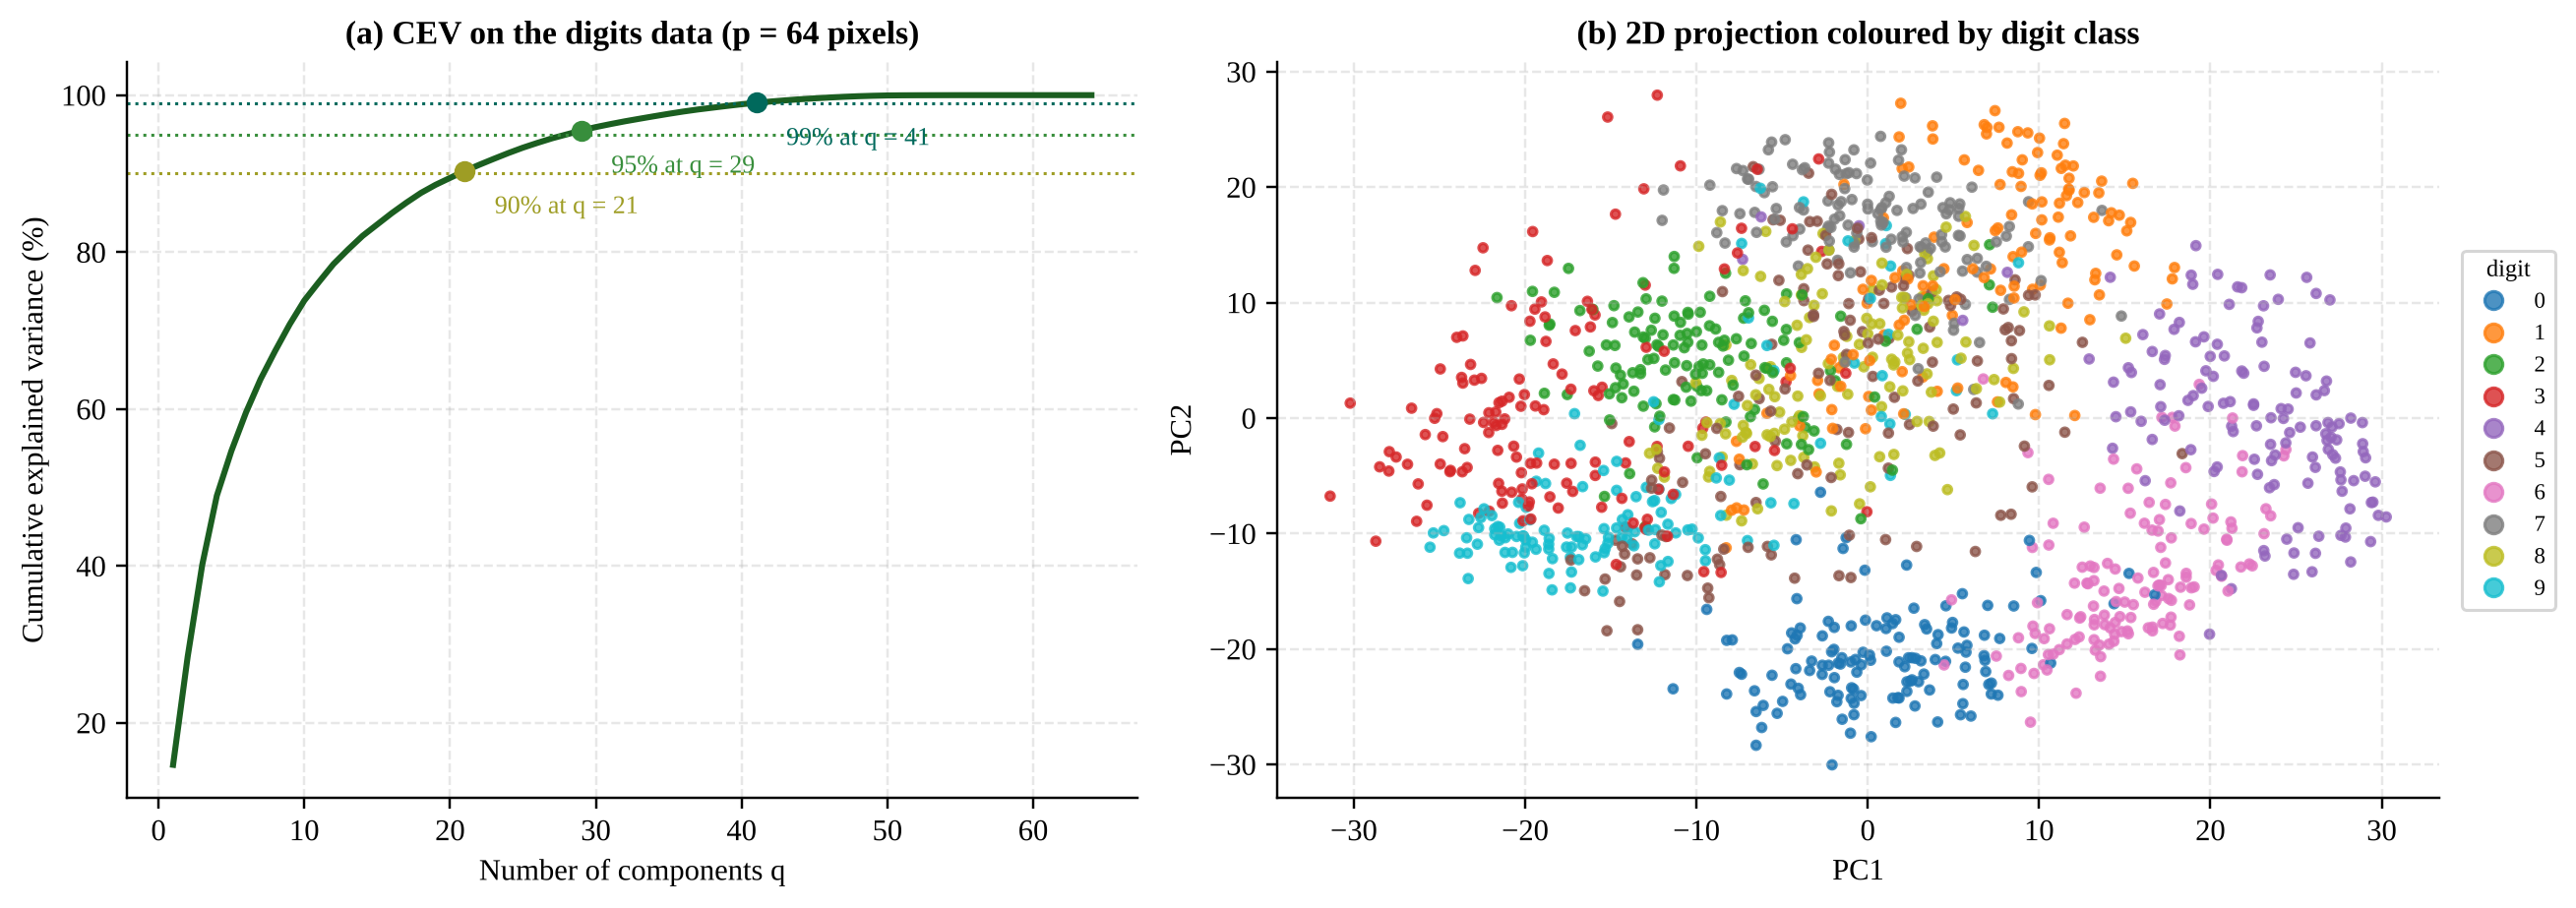 (a) CEV on the digits data (p = 64 pixels)
Cumulative explained variance (%)
100
80
60
40
20
99% at q = 41
95% at q = 29
90% at q = 21
0 10 20 30 40 50 60
Number of components q
(b) 2D projection coloured by digit class
PC2
30
20
10
0
−10
−20
−30
−30 −20 −10 0 10 20 30
PC1
digit
0
1
2
3
4
5
6
7
8
9